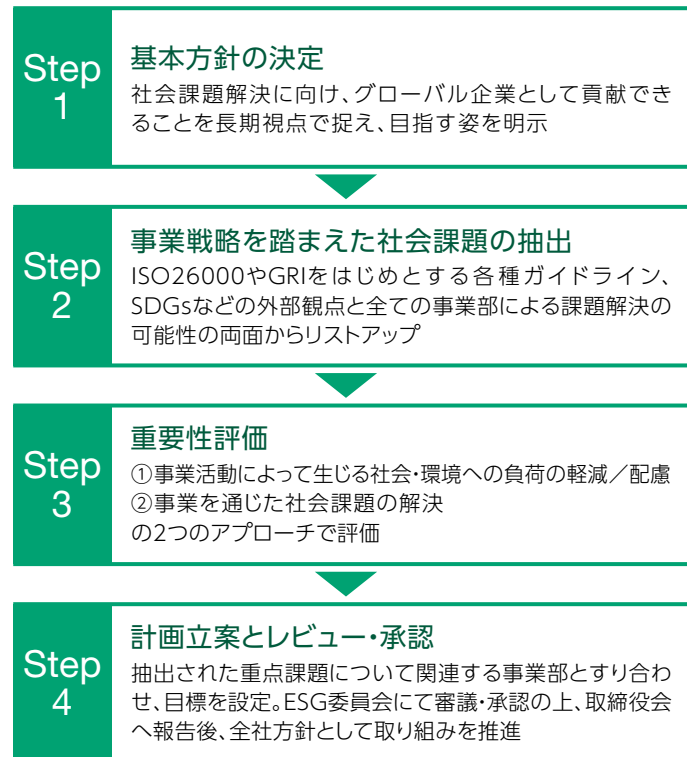 Step
1
基本方針の決定
社会課題解決に向け、グローバル企業として貢献でき
ることを長期視点で捉え、目指す姿を明示
Step
2
事業戦略を踏まえた社会課題の抽出
ISO26000やGRIをはじめとする各種ガイドライン、
SDGsなどの外部観点と全ての事業部による課題解決の
可能性の両面からリストアップ
Step
3
重要性評価
①事業活動によって生じる社会・環境への負荷の軽減／配慮
②事業を通じた社会課題の解決
の2つのアプローチで評価
Step
4
計画立案とレビュー・承認
抽出された重点課題について関連する事業部とすり合わ
せ、目標を設定。ESG委員会にて審議・承認の上、取締役会
へ報告後、全社方針として取り組みを推進